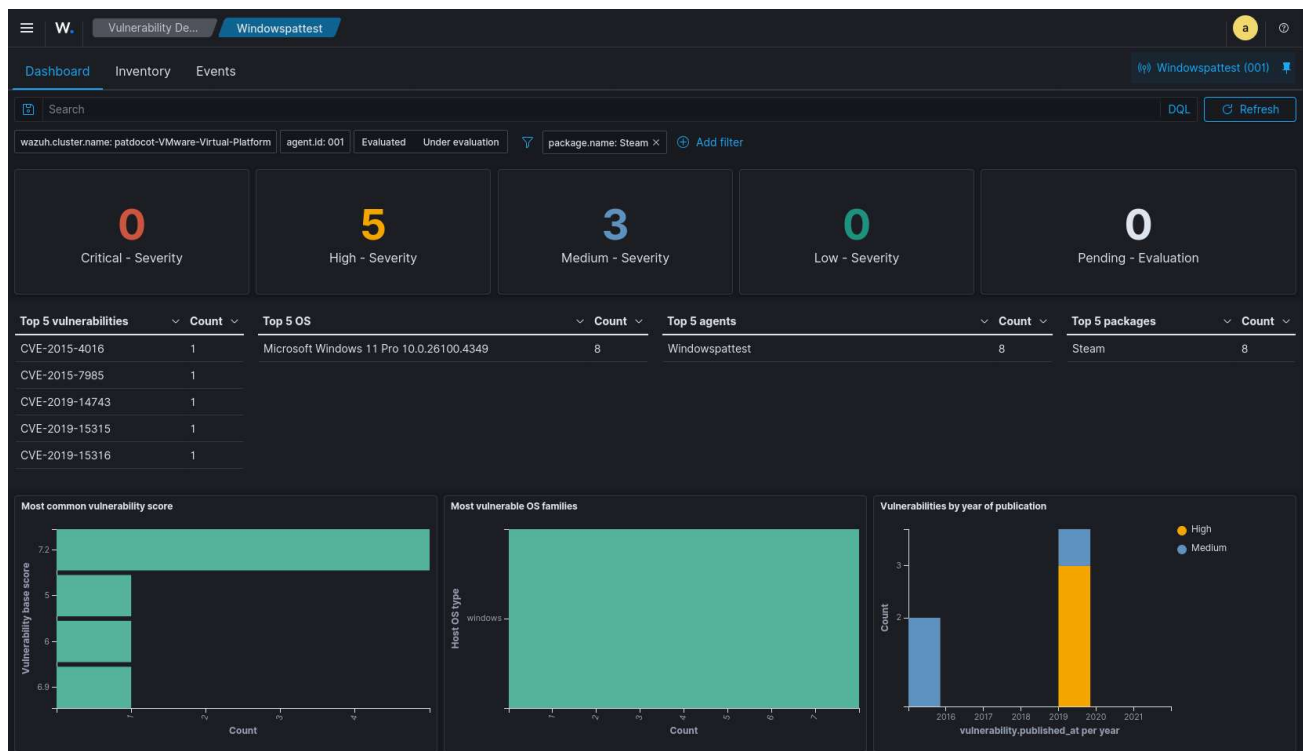 W. Vulnerability De... Windowspattest a
Dashboard Inventory Events Windowspattest (001)
Search DQL Refresh
wazuh.cluster.name: patdocot-VMware-Virtual-Platform agent.id: 001 Evaluated Under evaluation package.name: Steam × Add filter
0 5 3 0 0
Critical - Severity High - Severity Medium - Severity Low - Severity Pending - Evaluation
Top 5 vulnerabilities Count Top 5 OS Count Top 5 agents Count Top 5 packages Count
CVE-2015-4016 1 Microsoft Windows 11 Pro 10.0.26100.4349 8 Windowspattest 8 Steam 8
CVE-2015-7985 1
CVE-2019-14743 1
CVE-2019-15315 1
CVE-2019-15316 1
Most common vulnerability score
Vulnerability base score
7.2
5
6
6.9
1 2 3 4
Count
Most vulnerable OS families
Host OS type
windows
1 2 3 4 5 6 7
Count
Vulnerabilities by year of publication
High
Medium
Count
3
2
2016 2017 2018 2019 2020 2021
vulnerability.published_at per year